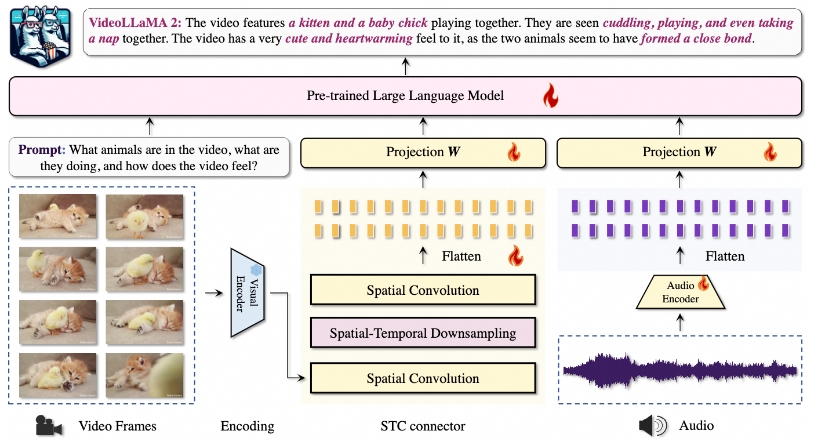 VideoLLaMA 2: The video features a kitten and a baby chick playing together. They are seen cuddling, playing, and even taking
a nap together. The video has a very cute and heartwarming feel to it, as the two animals seem to have formed a close bond.
Pre-trained Large Language Model
Prompt: What animals are in the video, what are
they doing, and how does the video feel?
Projection W
Projection W
Flatten
Flatten
Visual
Encoder
Spatial Convolution
Spatial-Temporal Downsampling
Spatial Convolution
Audio
Encoder
Video Frames
Encoding
STC connector
Audio